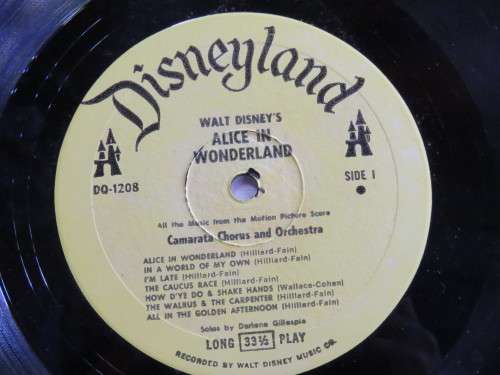 Disneyland
WALT DISNEY'S
ALICE IN
WONDERLAND
DQ-1208
SIDE 1
All the Music from the Motion Picture Score
Camarata Chorus and Orchestra
ALICE IN WONDERLAND (Hilliard-Fain)
IN A WORLD OF MY OWN (Hilliard-Fain)
I'M LATE (Hilliard-Fain)
THE CAUCUS RACE (Hilliard-Fain)
HOW D'YE DO & SHAKE HANDS (Wallace-Cohen)
THE WALRUS & THE CARPENTER (Hilliard-Fain)
ALL IN THE GOLDEN AFTERNOON (Hilliard-Fain)
Solos by Darlene Gillespie
LONG 33⅓ PLAY
RECORDED BY WALT DISNEY MUSIC CO.